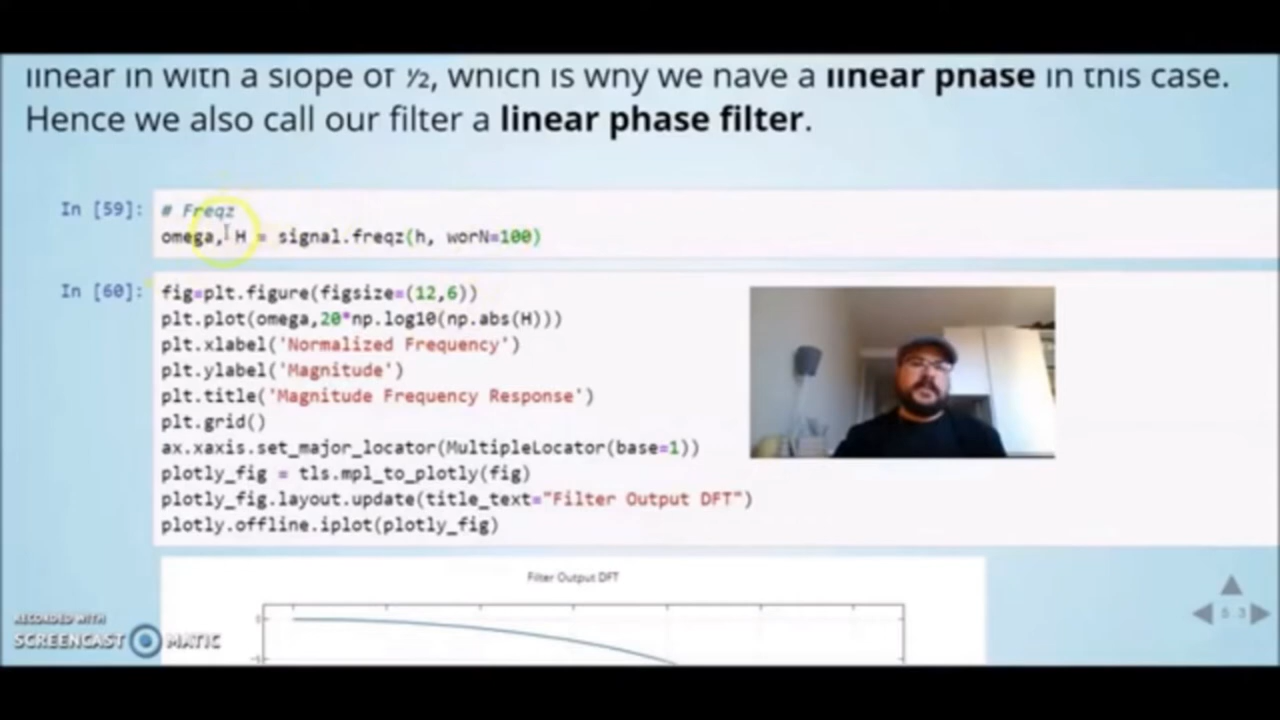 linear in with a slope of ½, which is why we have a linear phase in this case.
Hence we also call our filter a linear phase filter.
In [59]:
# Freqz
omega, H = signal.freqz(h, worN=100)
In [60]:
fig=plt.figure(figsize=(12,6))
plt.plot(omega,20*np.log10(np.abs(H)))
plt.xlabel('Normalized Frequency')
plt.ylabel('Magnitude')
plt.title('Magnitude Frequency Response')
plt.grid()
ax.xaxis.set_major_locator(MultipleLocator(base=1))
plotly_fig = tls.mpl_to_plotly(fig)
plotly_fig.layout.update(title_text="Filter Output DFT")
plotly.offline.iplot(plotly_fig)
Filter Output DFT
0
5 3
RECORDED WITH
SCREENCAST MATIC